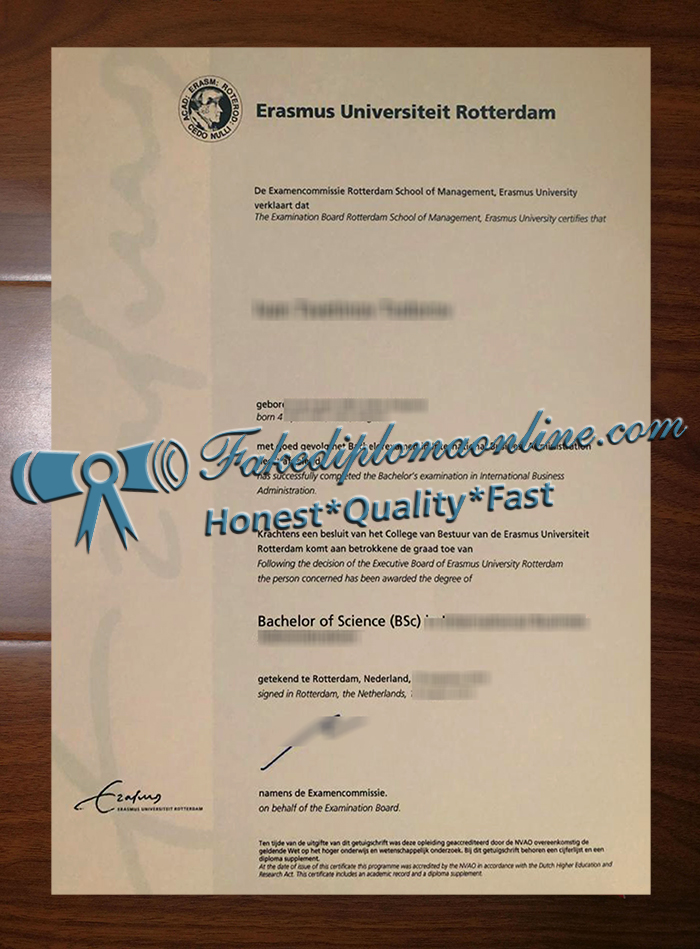 ACAD: ERASM: ROTEROD:
CEDO NULLI
Erasmus Universiteit Rotterdam
De Examencommissie Rotterdam School of Management, Erasmus University
verklaart dat
The Examination Board Rotterdam School of Management, Erasmus University certifies that
born 4
met goed gevolg het
Fakediplomaonline.com
has successfully completed the Bachelor's examination in International Business
Administration.
Honest*Quality*Fast
Krachtens een besluit van het College van Bestuur van de Erasmus Universiteit
Rotterdam komt aan betrokkene de graad toe van
Following the decision of the Executive Board of Erasmus University Rotterdam
the person concerned has been awarded the degree of
Bachelor of Science (BSc)
getekend te Rotterdam, Nederland,
signed in Rotterdam, the Netherlands,
Erasmus
ERASMUS UNIVERSITEIT ROTTERDAM
namens de Examencommissie.
on behalf of the Examination Board.
Ten tijde van de uitgifte van dit getuigschrift was deze opleiding geaccrediteerd door de NVAO overeenkomstig de
geldende Wet op het hoger onderwijs en wetenschappelijk onderzoek. Bij dit getuigschrift behoren een cijferlijst en een
diploma supplement.
At the date of issue of this certificate this programme was accredited by the NVAO in accordance with the Dutch Higher Education and
Research Act. This certificate includes an academic record and a diploma supplement.